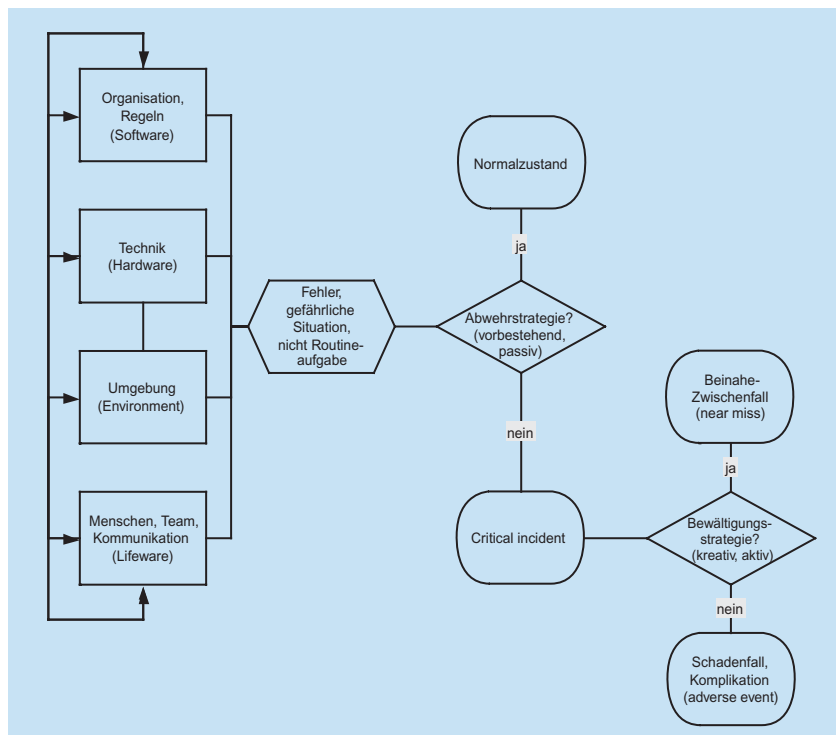 Organisation,
Regeln
(Software)
Technik
(Hardware)
Umgebung
(Environment)
Menschen, Team,
Kommunikation
(Lifeware)
Fehler,
gefährliche
Situation,
nicht Routine-
aufgabe
Normalzustand
ja
Abwehrstrategie?
(vorbestehend,
passiv)
nein
Critical incident
Beinahe-
Zwischenfall
(near miss)
ja
Bewältigungs-
strategie?
(kreativ, aktiv)
nein
Schadenfall,
Komplikation
(adverse event)